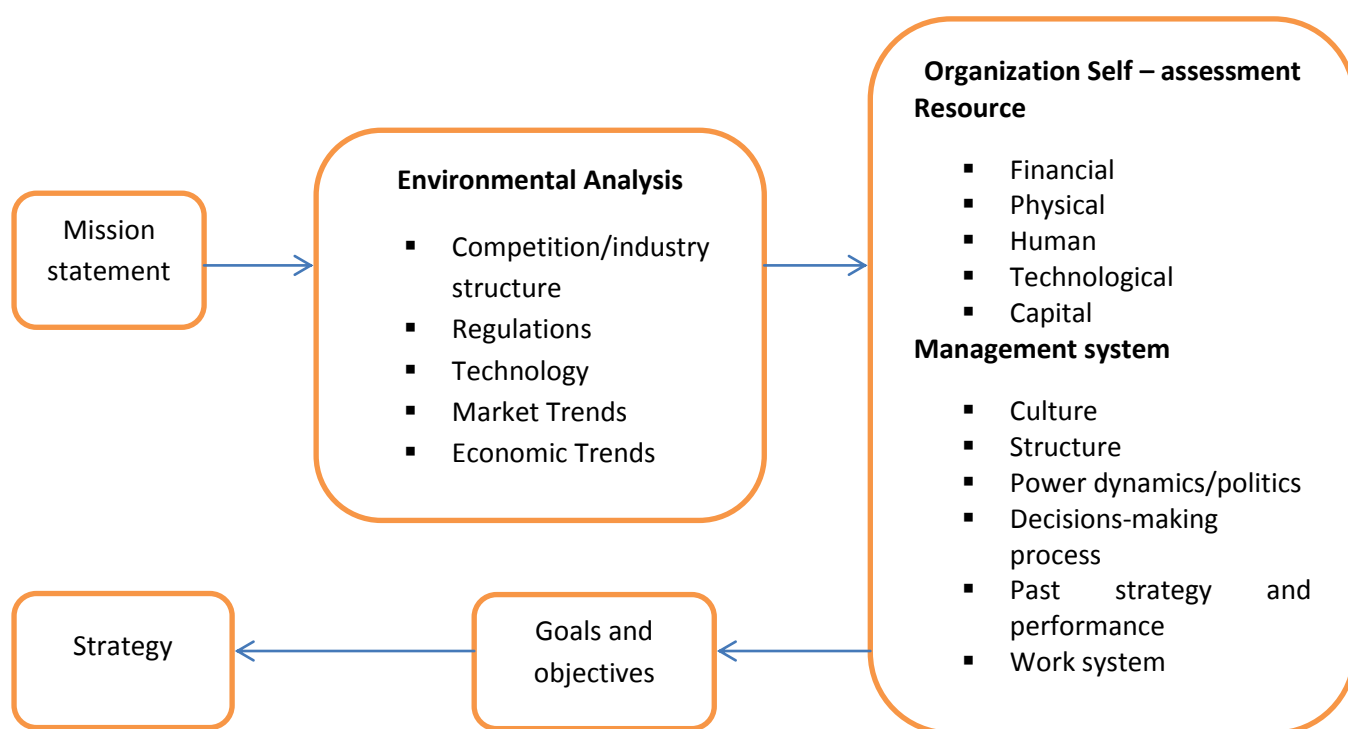 Mission
statement
Environmental Analysis
▪ Competition/industry
structure
▪ Regulations
▪ Technology
▪ Market Trends
▪ Economic Trends
Organization Self – assessment
Resource
▪ Financial
▪ Physical
▪ Human
▪ Technological
▪ Capital
Management system
▪ Culture
▪ Structure
▪ Power dynamics/politics
▪ Decisions-making
process
▪ Past strategy and
performance
▪ Work system
Goals and
objectives
Strategy